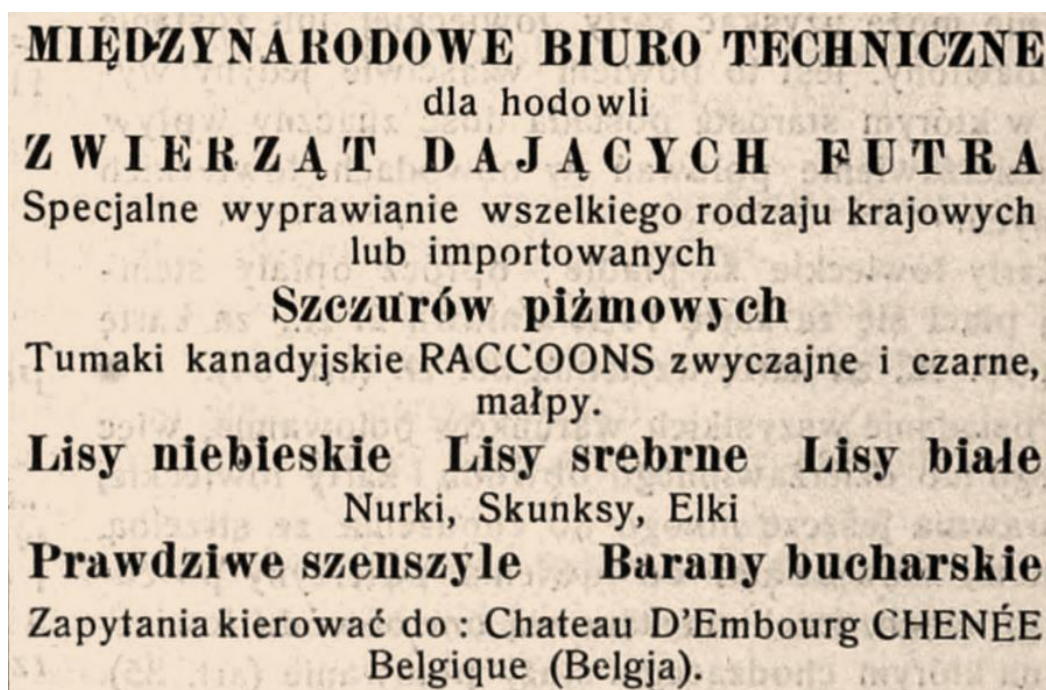 MIĘDZYNARODOWE BIURO TECHNICZNE
dla hodowli
ZWIERZĄT DAJĄCYCH FUTRA
Specjalne wyprawianie wszelkiego rodzaju krajowych
lub importowanych
Szczurów piżmowych
Tumaki kanadyjskie RACCOONS zwyczajne i czarne,
małpy.
Lisy niebieskie Lisy srebrne Lisy białe
Nurki, Skunksy, Elki
Prawdziwe szenszyle Barany bucharskie
Zapytania kierować do: Chateau D'Embourg CHENÉE
Belgique (Belgja).